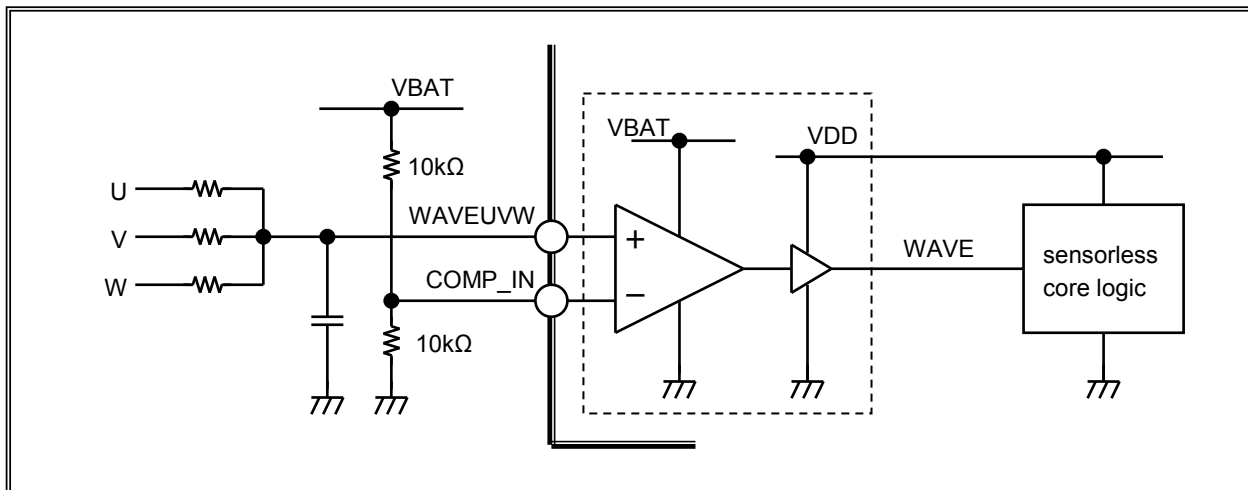 VBAT
10kΩ
U
V
W
WAVEUVW
COMP_IN
10kΩ
VBAT
+
−
VDD
WAVE
sensorless
core logic